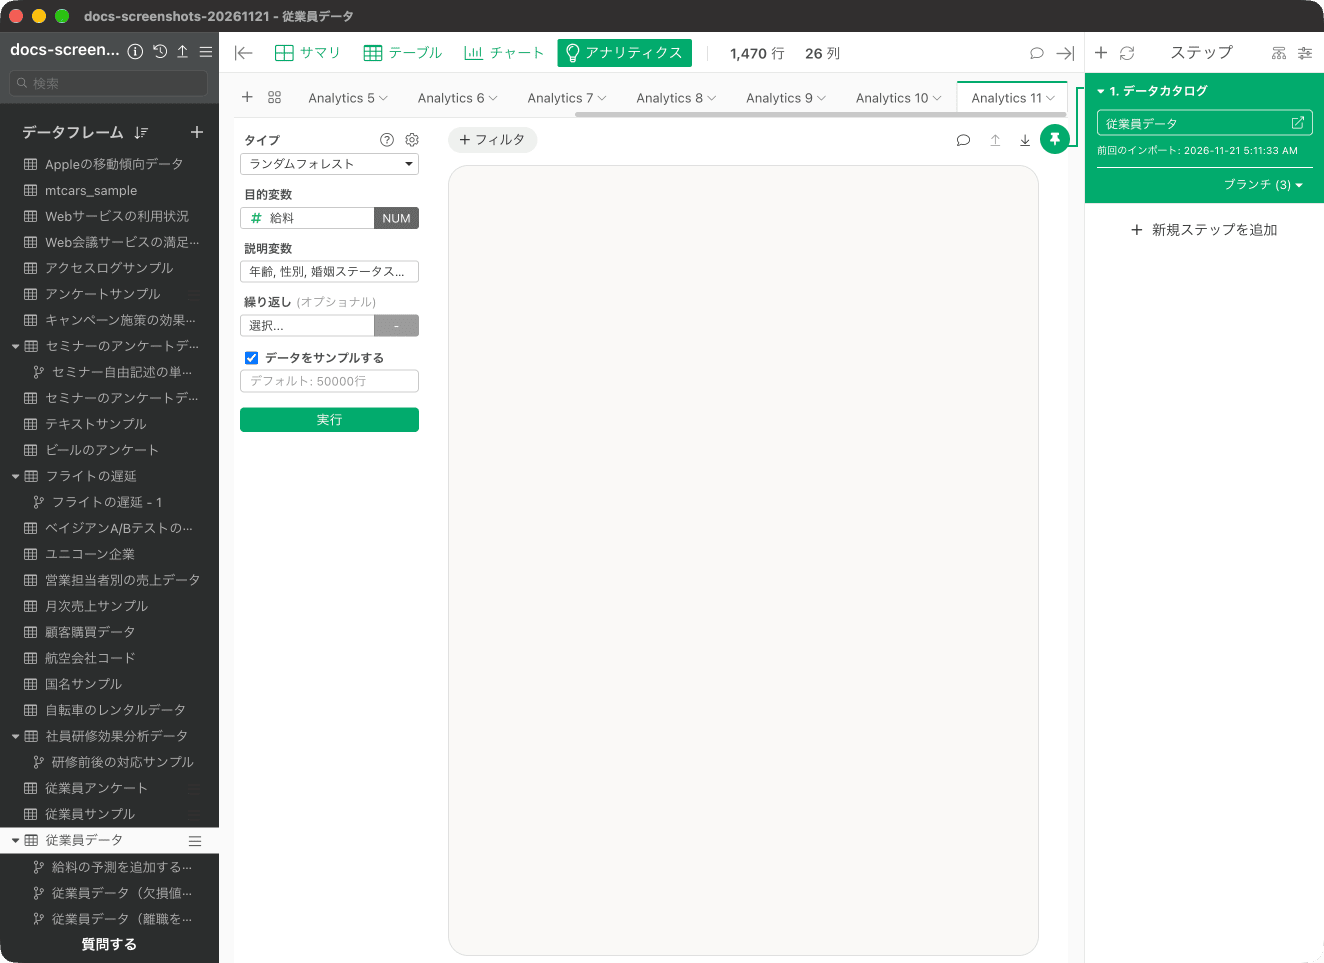 docs-screenshots-20261121 - 従業員データ
docs-screen...
検索
データフレーム
Appleの移動傾向データ
mtcars_sample
Webサービスの利用状況
Web会議サービスの満足···
アクセスログサンプル
アンケートサンプル
キャンペーン施策の効果···
セミナーのアンケートデ···
セミナー自由記述の単···
セミナーのアンケートデ···
テキストサンプル
ビールのアンケート
フライトの遅延
フライトの遅延 - 1
ベイジアンA/Bテストの···
ユニコーン企業
営業担当者別の売上データ
月次売上サンプル
顧客購買データ
航空会社コード
国名サンプル
自転車のレンタルデータ
社員研修効果分析データ
研修前後の対応サンプル
従業員アンケート
従業員サンプル
従業員データ
給料の予測を追加する···
従業員データ（欠損値···
従業員データ（離職を···
質問する
サマリ
テーブル
チャート
アナリティクス
1,470 行
26 列
Analytics 5
Analytics 6
Analytics 7
Analytics 8
Analytics 9
Analytics 10
Analytics 11
タイプ
ランダムフォレスト
目的変数
# 給料
NUM
説明変数
年齢, 性別, 婚姻ステータス...
繰り返し (オプショナル)
選択...
-
データをサンプルする
デフォルト: 50000行
実行
+ フィルタ
ステップ
1. データカタログ
従業員データ
前回のインポート: 2026-11-21 5:11:33 AM
ブランチ (3)
+ 新規ステップを追加